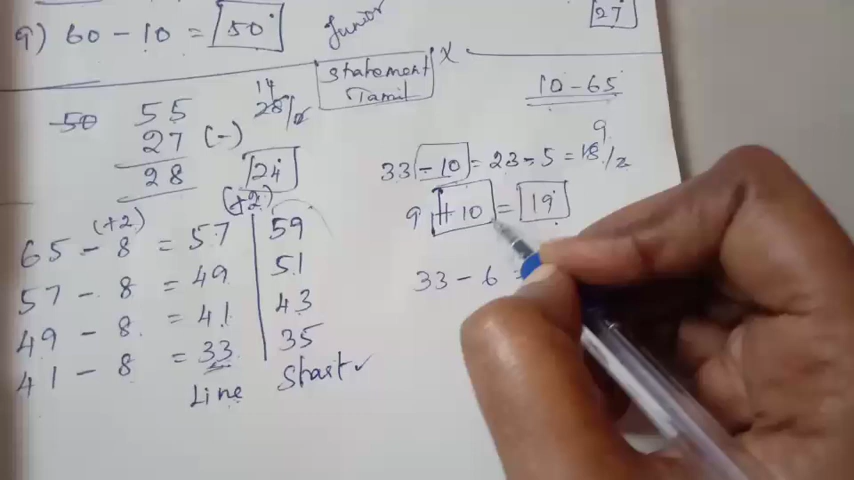 9) 60 - 10 = 50
Junior
27
Statement
Tamil
X
10 - 65
50 55
27 (-)
28
14
28/2
24
(+2)
(+2)
65 - 8 = 57 59
57 - 8 = 49 51
49 - 8 = 41 43
41 - 8 = 33 35
Line Start ✓
9
33 - 10 = 23 - 5 = 18/2
9 + 10 = 19
33 - 6 =